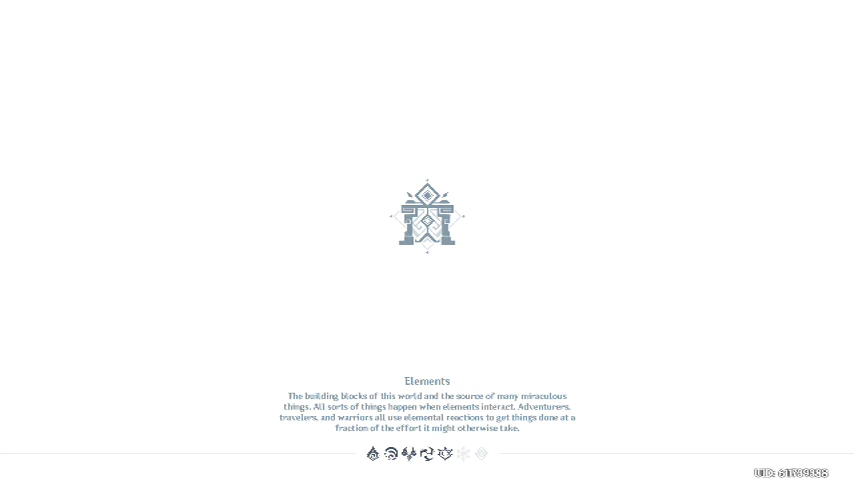 Elements
The building blocks of this world and the source of many miraculous
things. All sorts of things happen when elements interact. Adventurers,
travelers, and warriors all use elemental reactions to get things done at a
fraction of the effort it might otherwise take.
UID: